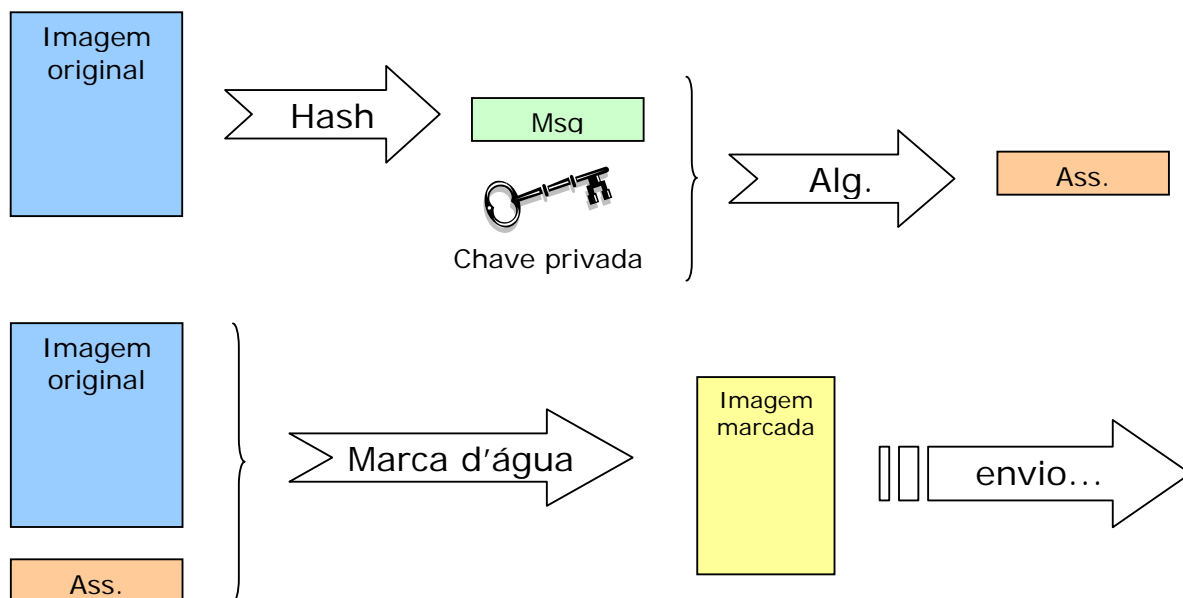 Imagem
original
Hash
Msg
Chave privada
Alg.
Ass.
Imagem
original
Ass.
Marca d'água
Imagem
marcada
envio...